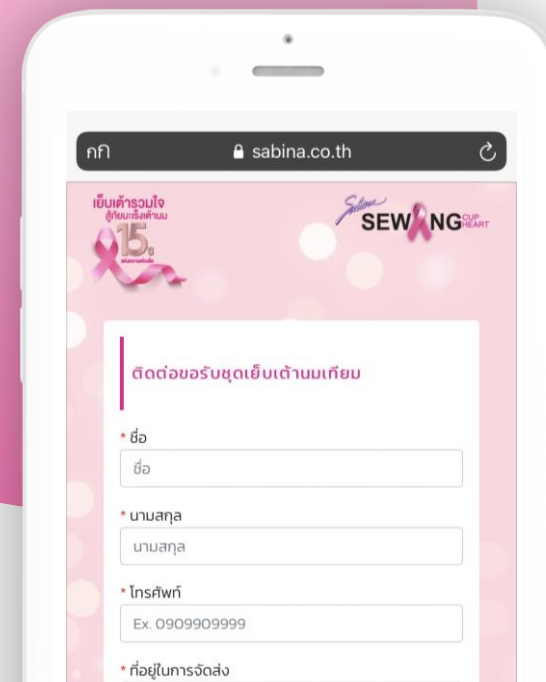 กก
sabina.co.th
เย็บเต้ารวมใจ
สู้ภัยมะเร็งเต้านม
15ปี
Sabina
SEWING CUP HEART
ติดต่อขอรับชุดเย็บเต้านมเทียม
* ชื่อ
ชื่อ
* นามสกุล
นามสกุล
* โทรศัพท์
Ex. 0909909999
* ที่อยู่ในการจัดส่ง